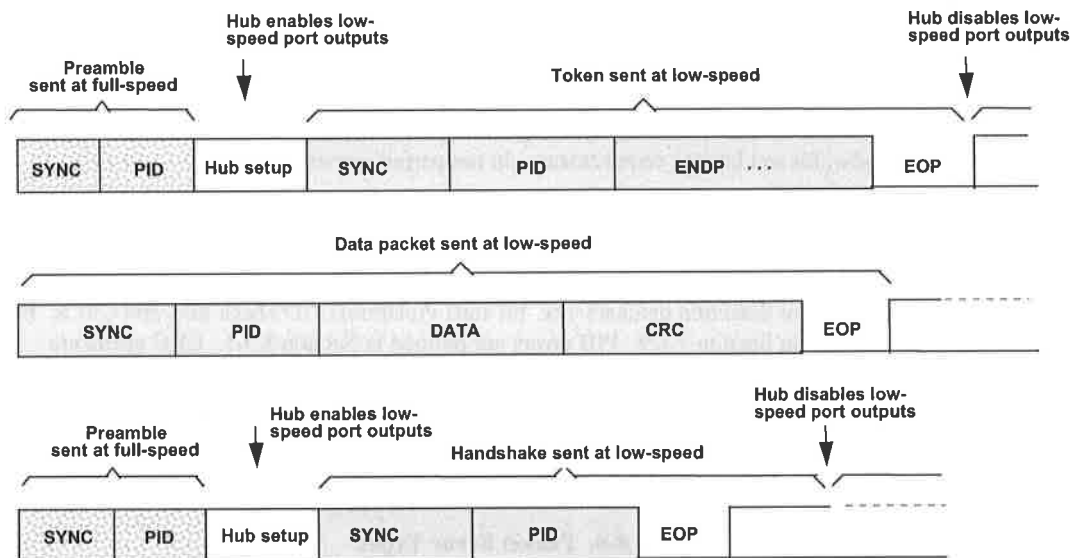 Hub enables low-
speed port outputs
Hub disables low-
speed port outputs
Preamble
sent at full-speed
Token sent at low-speed
SYNC PID Hub setup SYNC PID ENDP ... EOP
Data packet sent at low-speed
SYNC PID DATA CRC EOP
Hub enables low-
speed port outputs
Hub disables low-
speed port outputs
Preamble
sent at full-speed
Handshake sent at low-speed
SYNC PID Hub setup SYNC PID EOP